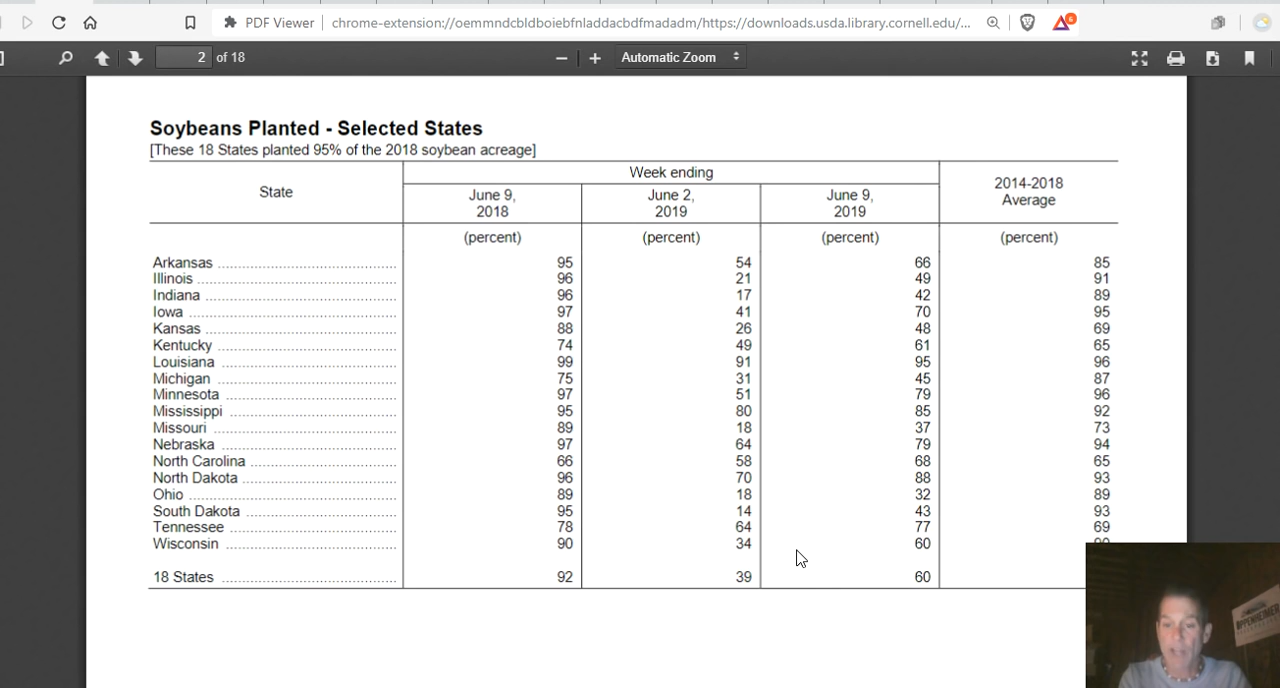 PDF Viewer chrome-extension://oemmndcbldboiebfnladdacbdfmadadm/https://downloads.usda.library.cornell.edu/... 6
2 of 18 Automatic Zoom
Soybeans Planted - Selected States
[These 18 States planted 95% of the 2018 soybean acreage]
State Week ending 2014-2018 Average
June 9, 2018 June 2, 2019 June 9, 2019
(percent) (percent) (percent) (percent)
Arkansas 95 54 66 85
Illinois 96 21 49 91
Indiana 96 17 42 89
Iowa 97 41 70 95
Kansas 88 26 48 69
Kentucky 74 49 61 65
Louisiana 99 91 95 96
Michigan 75 31 45 87
Minnesota 97 51 79 96
Mississippi 95 80 85 92
Missouri 89 18 37 73
Nebraska 97 64 79 94
North Carolina 66 58 68 65
North Dakota 96 70 88 93
Ohio 89 18 32 89
South Dakota 95 14 43 93
Tennessee 78 64 77 69
Wisconsin 90 34 60
18 States 92 39 60
OPPENHEIMER